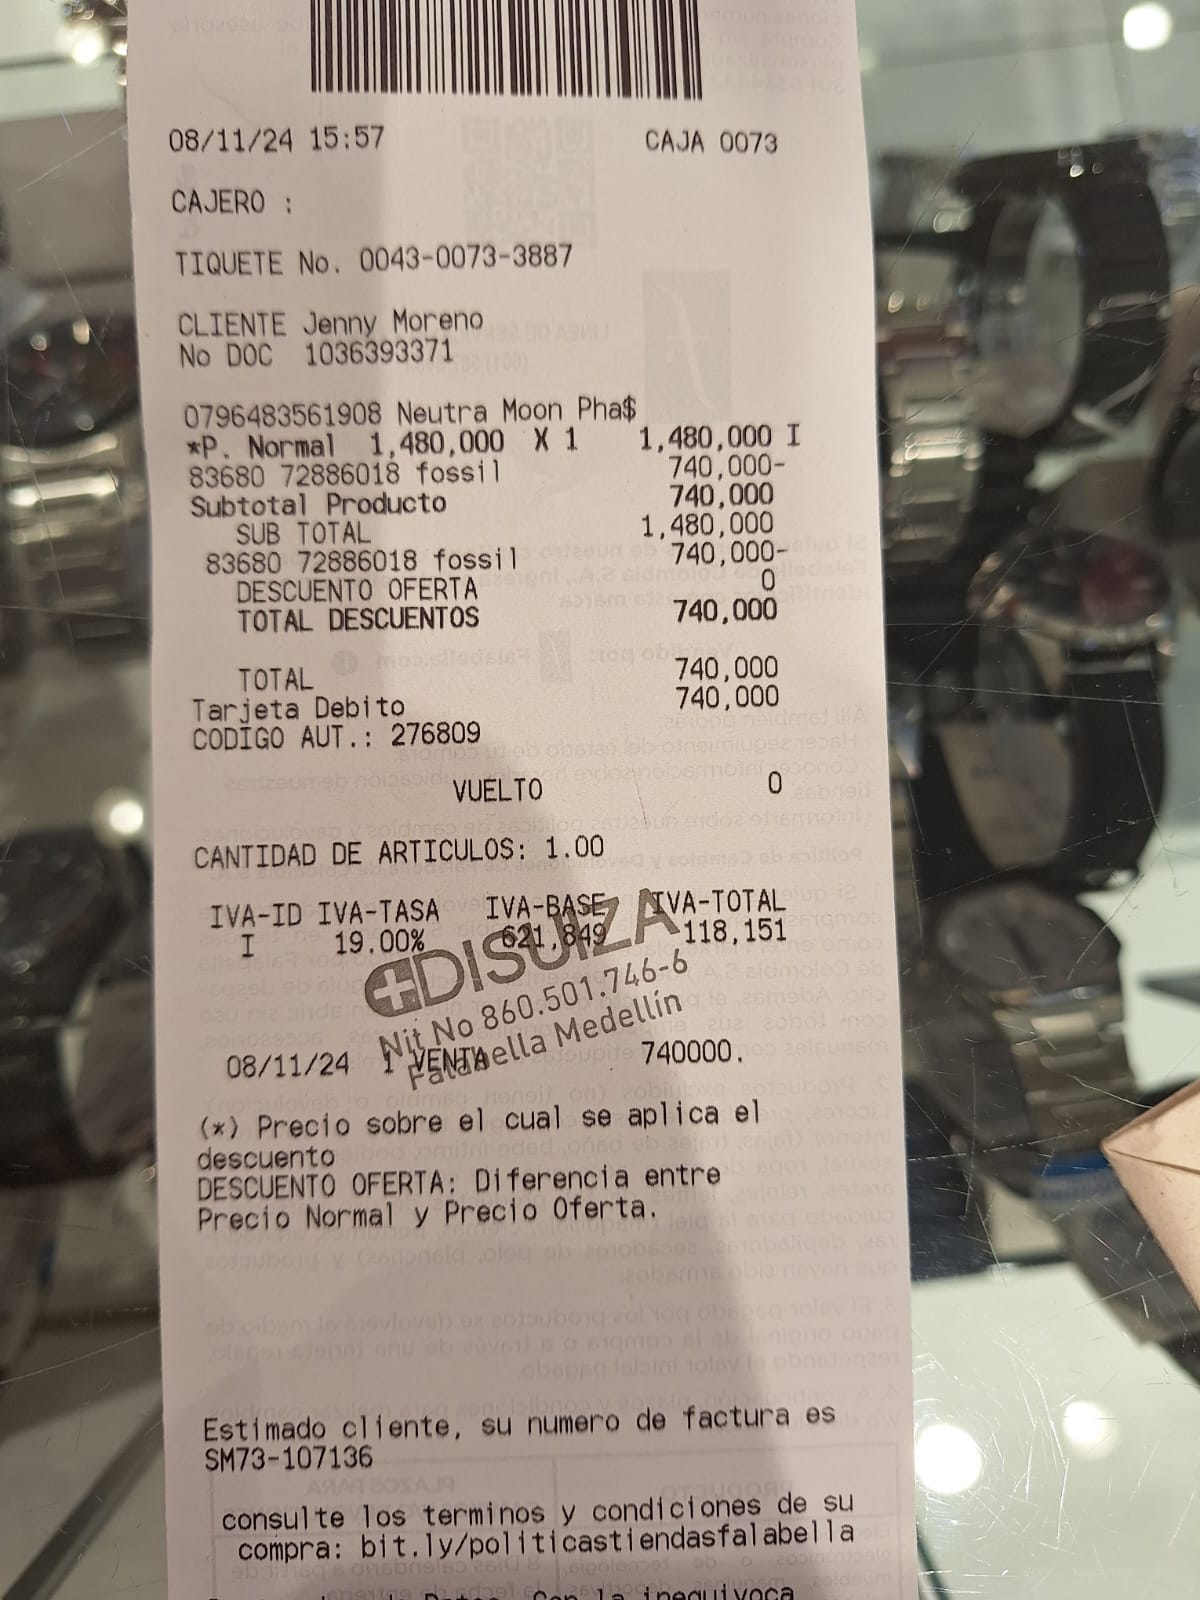 08/11/24 15:57 CAJA 0073
CAJERO :
TIQUETE No. 0043-0073-3887
CLIENTE Jenny Moreno
No DOC 1036393371
0796483561908 Neutra Moon Pha$
*P. Normal 1,480,000 X 1 1,480,000 I
83680 72886018 fossil 740,000-
Subtotal Producto 740,000
SUB TOTAL 1,480,000
83680 72886018 fossil 740,000-
DESCUENTO OFERTA 0
TOTAL DESCUENTOS 740,000
TOTAL 740,000
Tarjeta Debito 740,000
CODIGO AUT.: 276809
VUELTO 0
CANTIDAD DE ARTICULOS: 1.00
IVA-ID IVA-TASA IVA-BASE IVA-TOTAL
I 19.00% 621,849 118,151
DISUIZA
Nit No 860.501.746-6
Falabella Medellín
08/11/24 1 VENTA 740000.
(*) Precio sobre el cual se aplica el
descuento
DESCUENTO OFERTA: Diferencia entre
Precio Normal y Precio Oferta.
Estimado cliente, su numero de factura es
SM73-107136
consulte los terminos y condiciones de su
compra: bit.ly/politicastiendasfalabella
Con la inequivoca